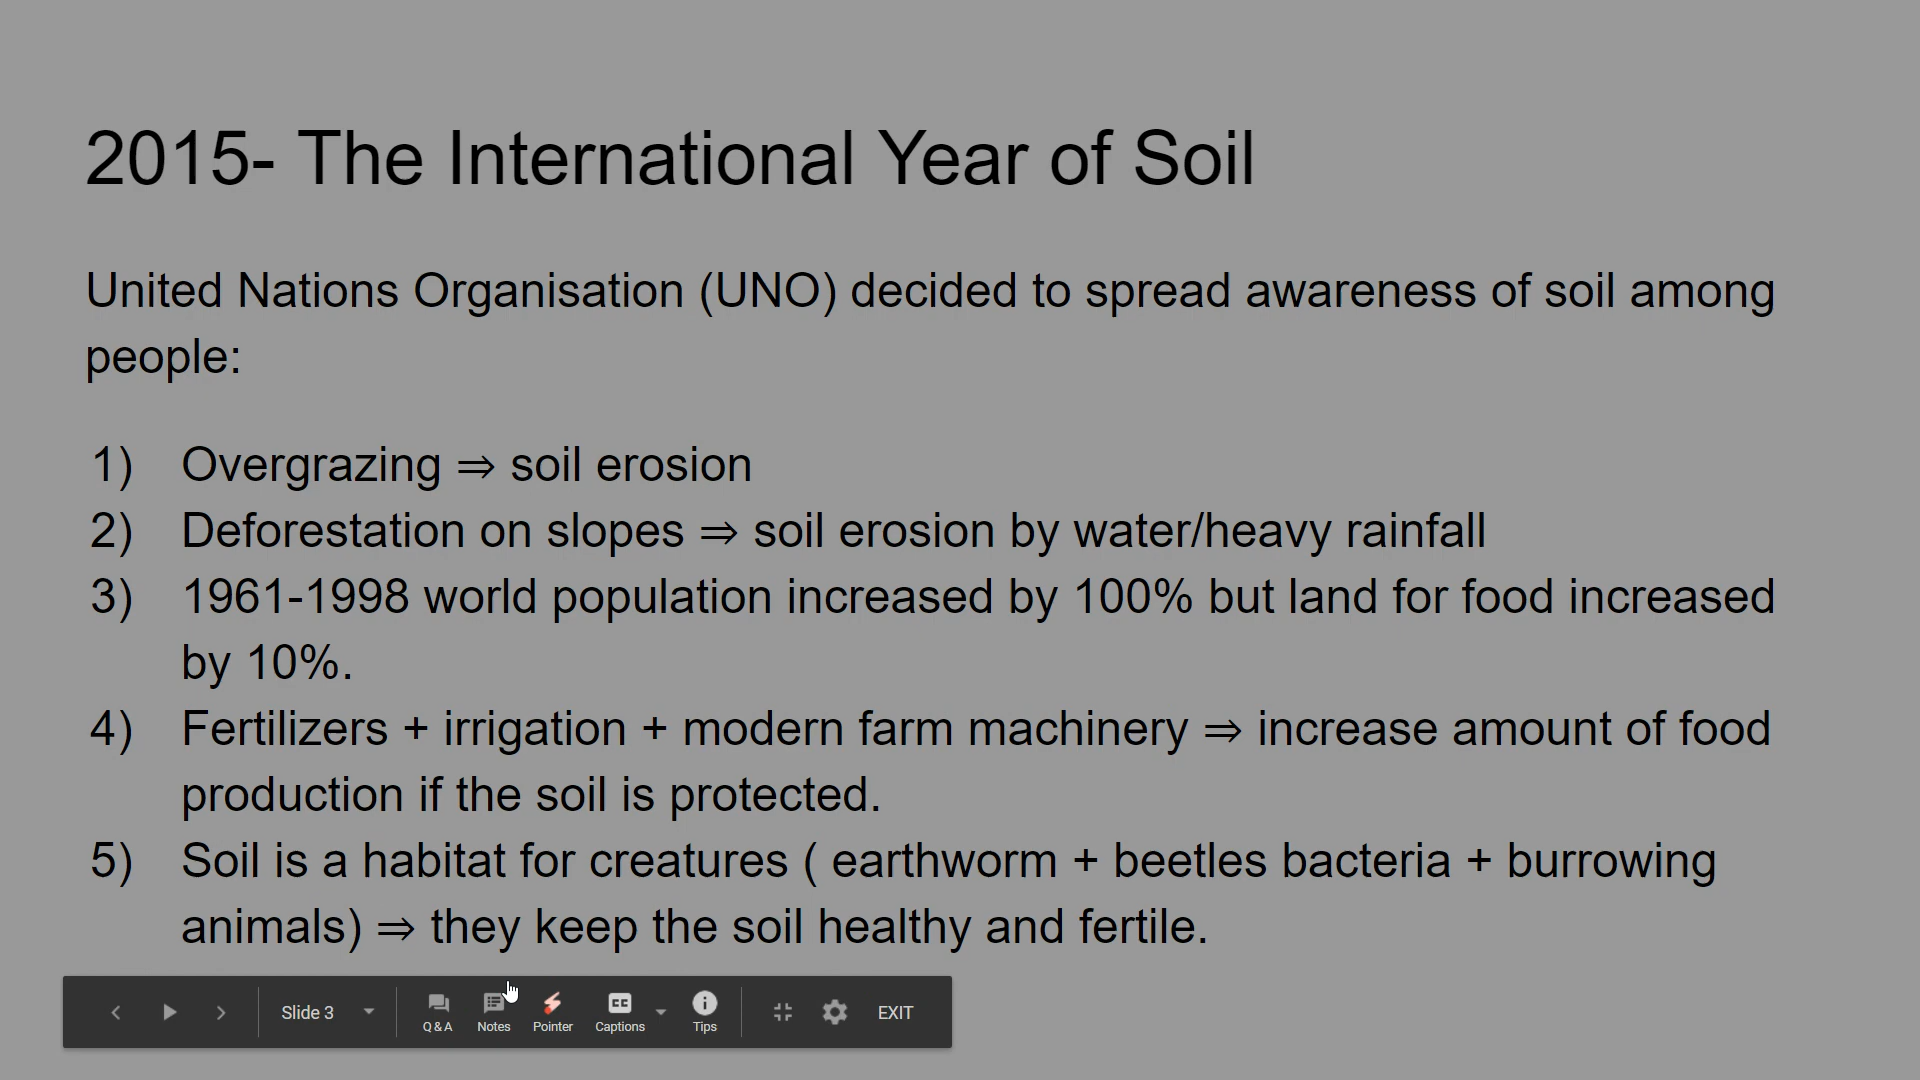 2015- The International Year of Soil
United Nations Organisation (UNO) decided to spread awareness of soil among
people:
1) Overgrazing ⇒ soil erosion
2) Deforestation on slopes ⇒ soil erosion by water/heavy rainfall
3) 1961-1998 world population increased by 100% but land for food increased
by 10%.
4) Fertilizers + irrigation + modern farm machinery ⇒ increase amount of food
production if the soil is protected.
5) Soil is a habitat for creatures ( earthworm + beetles bacteria + burrowing
animals) ⇒ they keep the soil healthy and fertile.
Slide 3 Q&A Notes Pointer CC Captions Tips EXIT